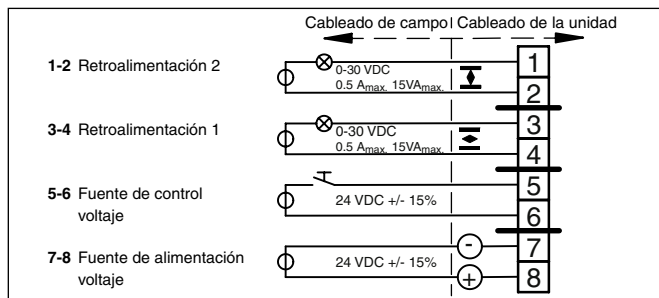 Cableado de campo Cableado de la unidad
1-2 Retroalimentación 2
0-30 VDC
0.5 Amax. 15VAmax.
1
2
3-4 Retroalimentación 1
0-30 VDC
0.5 Amax. 15VAmax.
3
4
5-6 Fuente de control
voltaje
24 VDC +/- 15%
5
6
7-8 Fuente de alimentación
voltaje
24 VDC +/- 15%
-
+
7
8